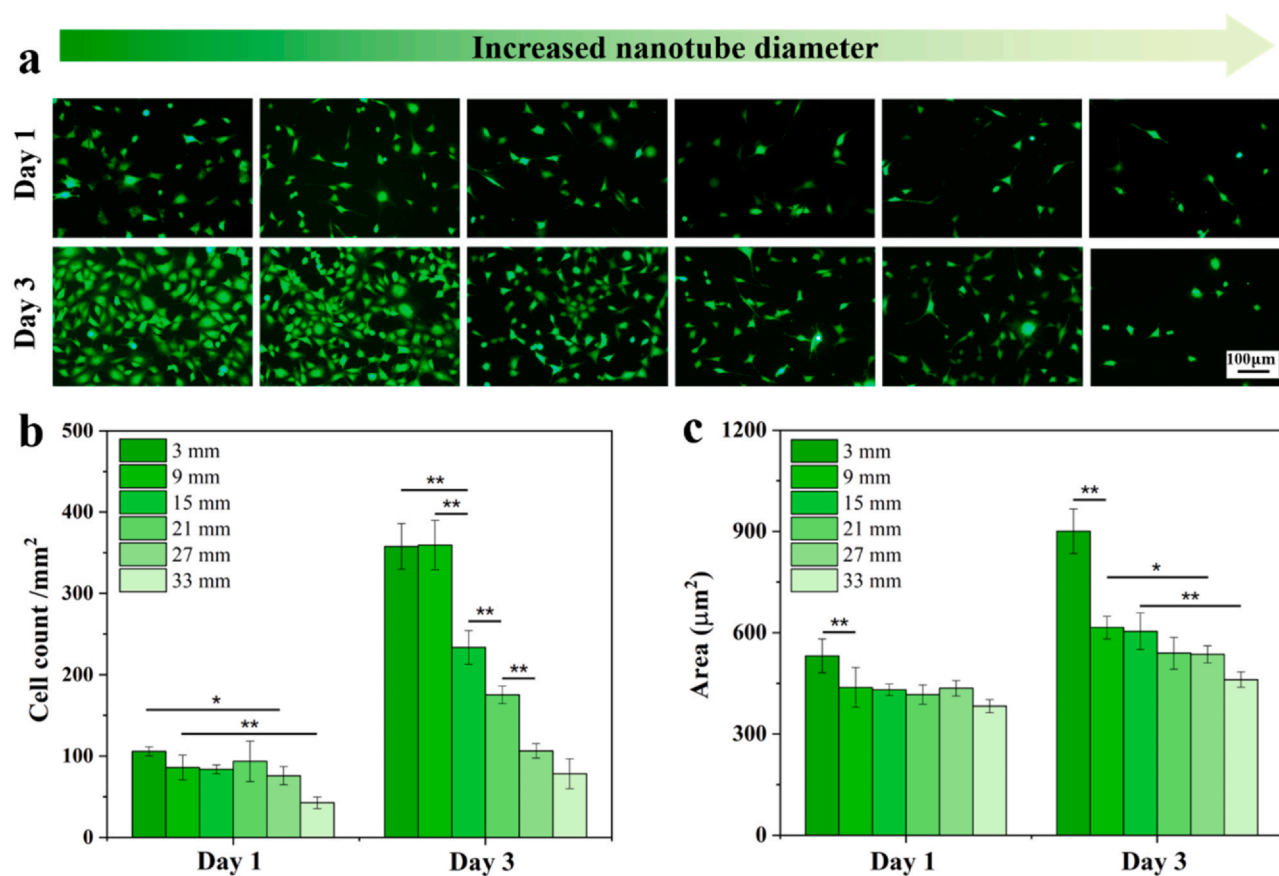 Increased nanotube diameter
a
Day 1
Day 3
100μm
b
500
400
300
200
100
0
Cell count /mm²
3 mm
9 mm
15 mm
21 mm
27 mm
33 mm
*
**
**
**
**
**
Day 1
Day 3
c
1200
900
600
300
0
Area (μm²)
3 mm
9 mm
15 mm
21 mm
27 mm
33 mm
**
**
*
**
Day 1
Day 3